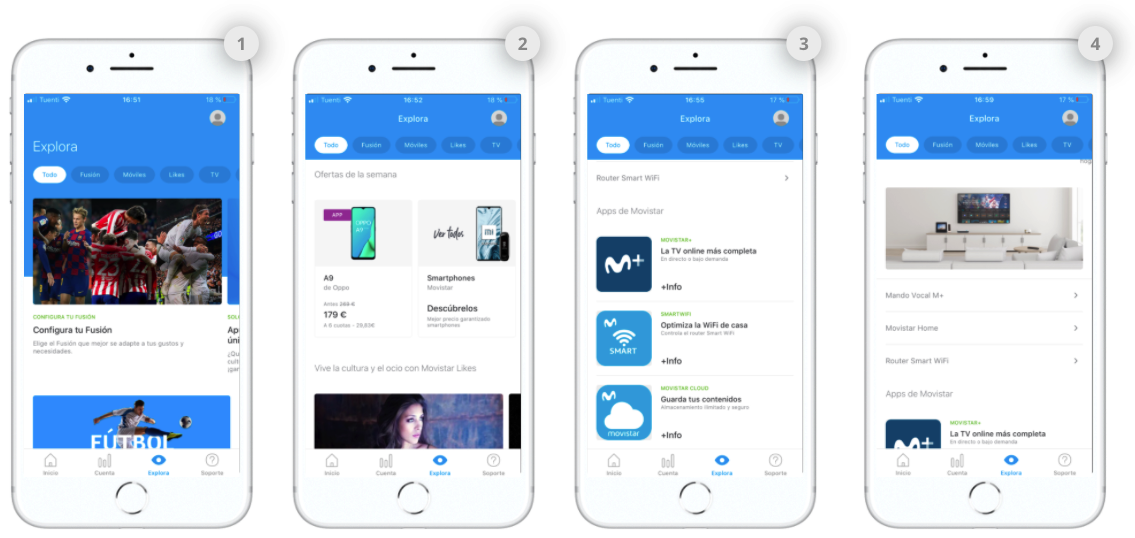 1
Tuenti 16:51 18 %
Explora
Todo Fusión Móviles Likes TV
CONFIGURA TU FUSIÓN
Configura tu Fusión
Elige el Fusión que mejor se adapte a tus gustos y
necesidades.
SOL
Ap
úni
¿Qu
cult
¡gar
FÚTBOL
Inicio Cuenta Explora Soporte
2
Tuenti 16:52 18 %
Explora
Todo Fusión Móviles Likes TV
Ofertas de la semana
APP
OPPO
A9
A9
de Oppo
Antes 269 €
179 €
A 6 cuotas - 29,83€
Ver todos
mi
Smartphones
Movistar
Descúbrelos
Mejor precio garantizado
smartphones
Vive la cultura y el ocio con Movistar Likes
Inicio Cuenta Explora Soporte
3
Tuenti 16:55 17 %
Explora
Todo Fusión Móviles Likes TV
Router Smart WiFi
Apps de Movistar
M+
MOVISTAR+
La TV online más completa
En directo o bajo demanda
+Info
SMART
SMARTWIFI
Optimiza la WiFi de casa
Controla el router Smart WiFi
+Info
movistar
MOVISTAR CLOUD
Guarda tus contenidos
Almacenamiento ilimitado y seguro
+Info
Inicio Cuenta Explora Soporte
4
Tuenti 16:59 17 %
Explora
Todo Fusión Móviles Likes TV
Mando Vocal M+
Movistar Home
Router Smart WiFi
Apps de Movistar
MOVISTAR+
La TV online más completa
En directo o bajo demanda
Inicio Cuenta Explora Soporte